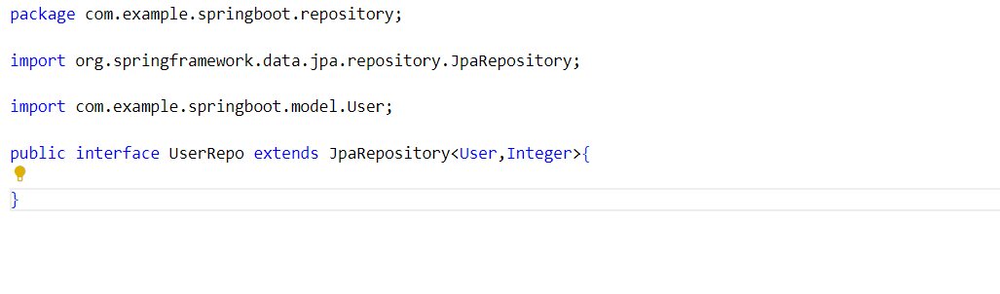 package com.example.springboot.repository;
import org.springframework.data.jpa.repository.JpaRepository;
import com.example.springboot.model.User;
public interface UserRepo extends JpaRepository<User,Integer>{
}